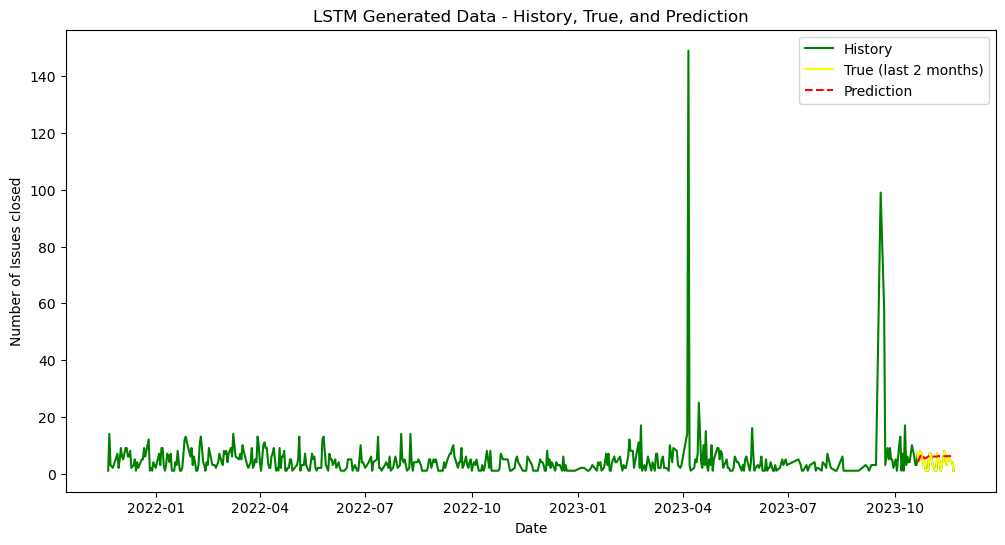 LSTM Generated Data - History, True, and Prediction
History
True (last 2 months)
Prediction
Number of Issues closed
140
120
100
80
60
40
20
0
2022-01
2022-04
2022-07
2022-10
2023-01
2023-04
2023-07
2023-10
Date